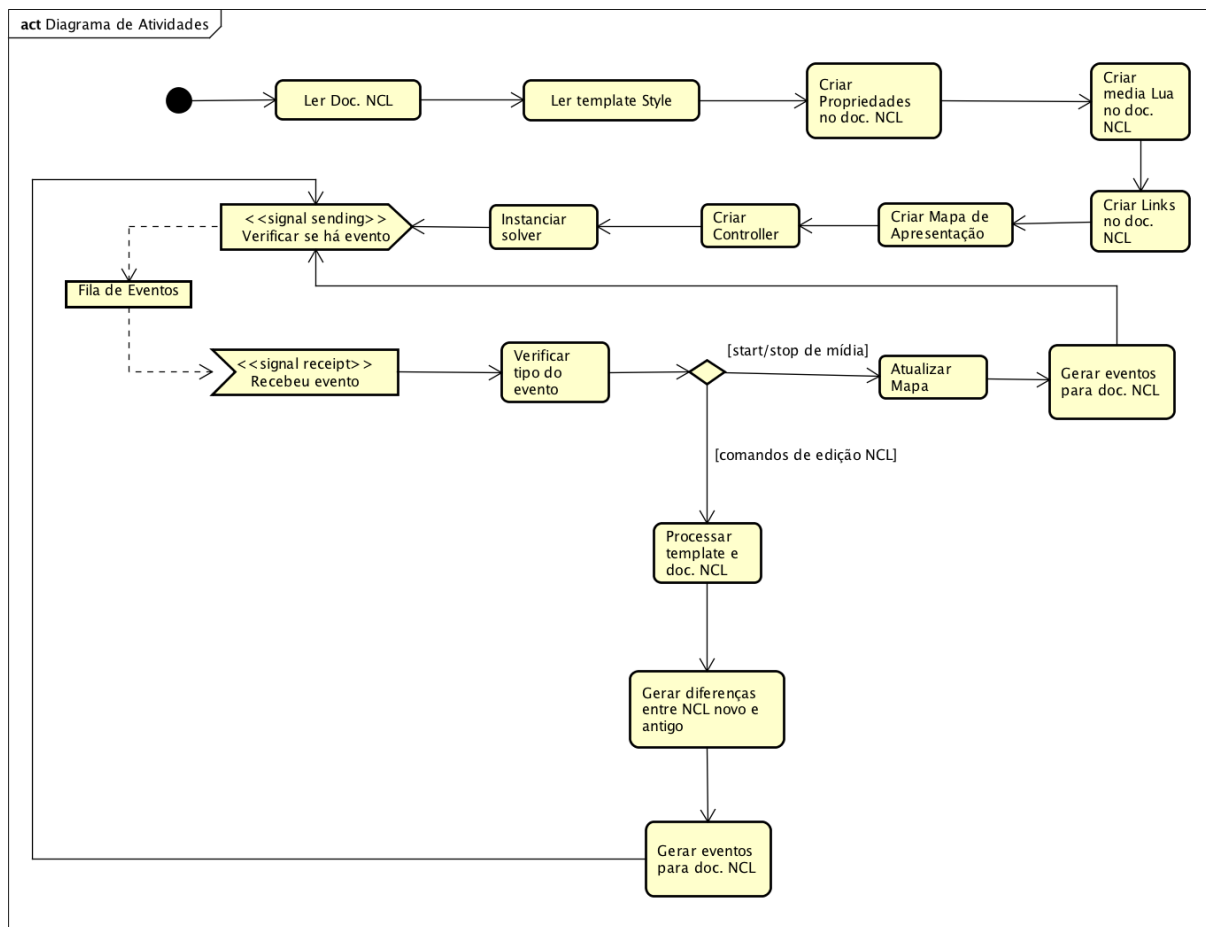 act Diagrama de Atividades
Ler Doc. NCL
Ler template Style
Criar
Propriedades
no doc. NCL
Criar
media Lua
no doc.
NCL
<<signal sending>>
Verificar se há evento
Instanciar
solver
Criar
Controller
Criar Mapa de
Apresentação
Criar Links
no doc.
NCL
Fila de Eventos
<<signal receipt>>
Recebeu evento
Verificar
tipo do
evento
[start/stop de mídia]
Atualizar
Mapa
Gerar eventos
para doc. NCL
[comandos de edição NCL]
Processar
template e
doc. NCL
Gerar diferenças
entre NCL novo e
antigo
Gerar eventos
para doc. NCL